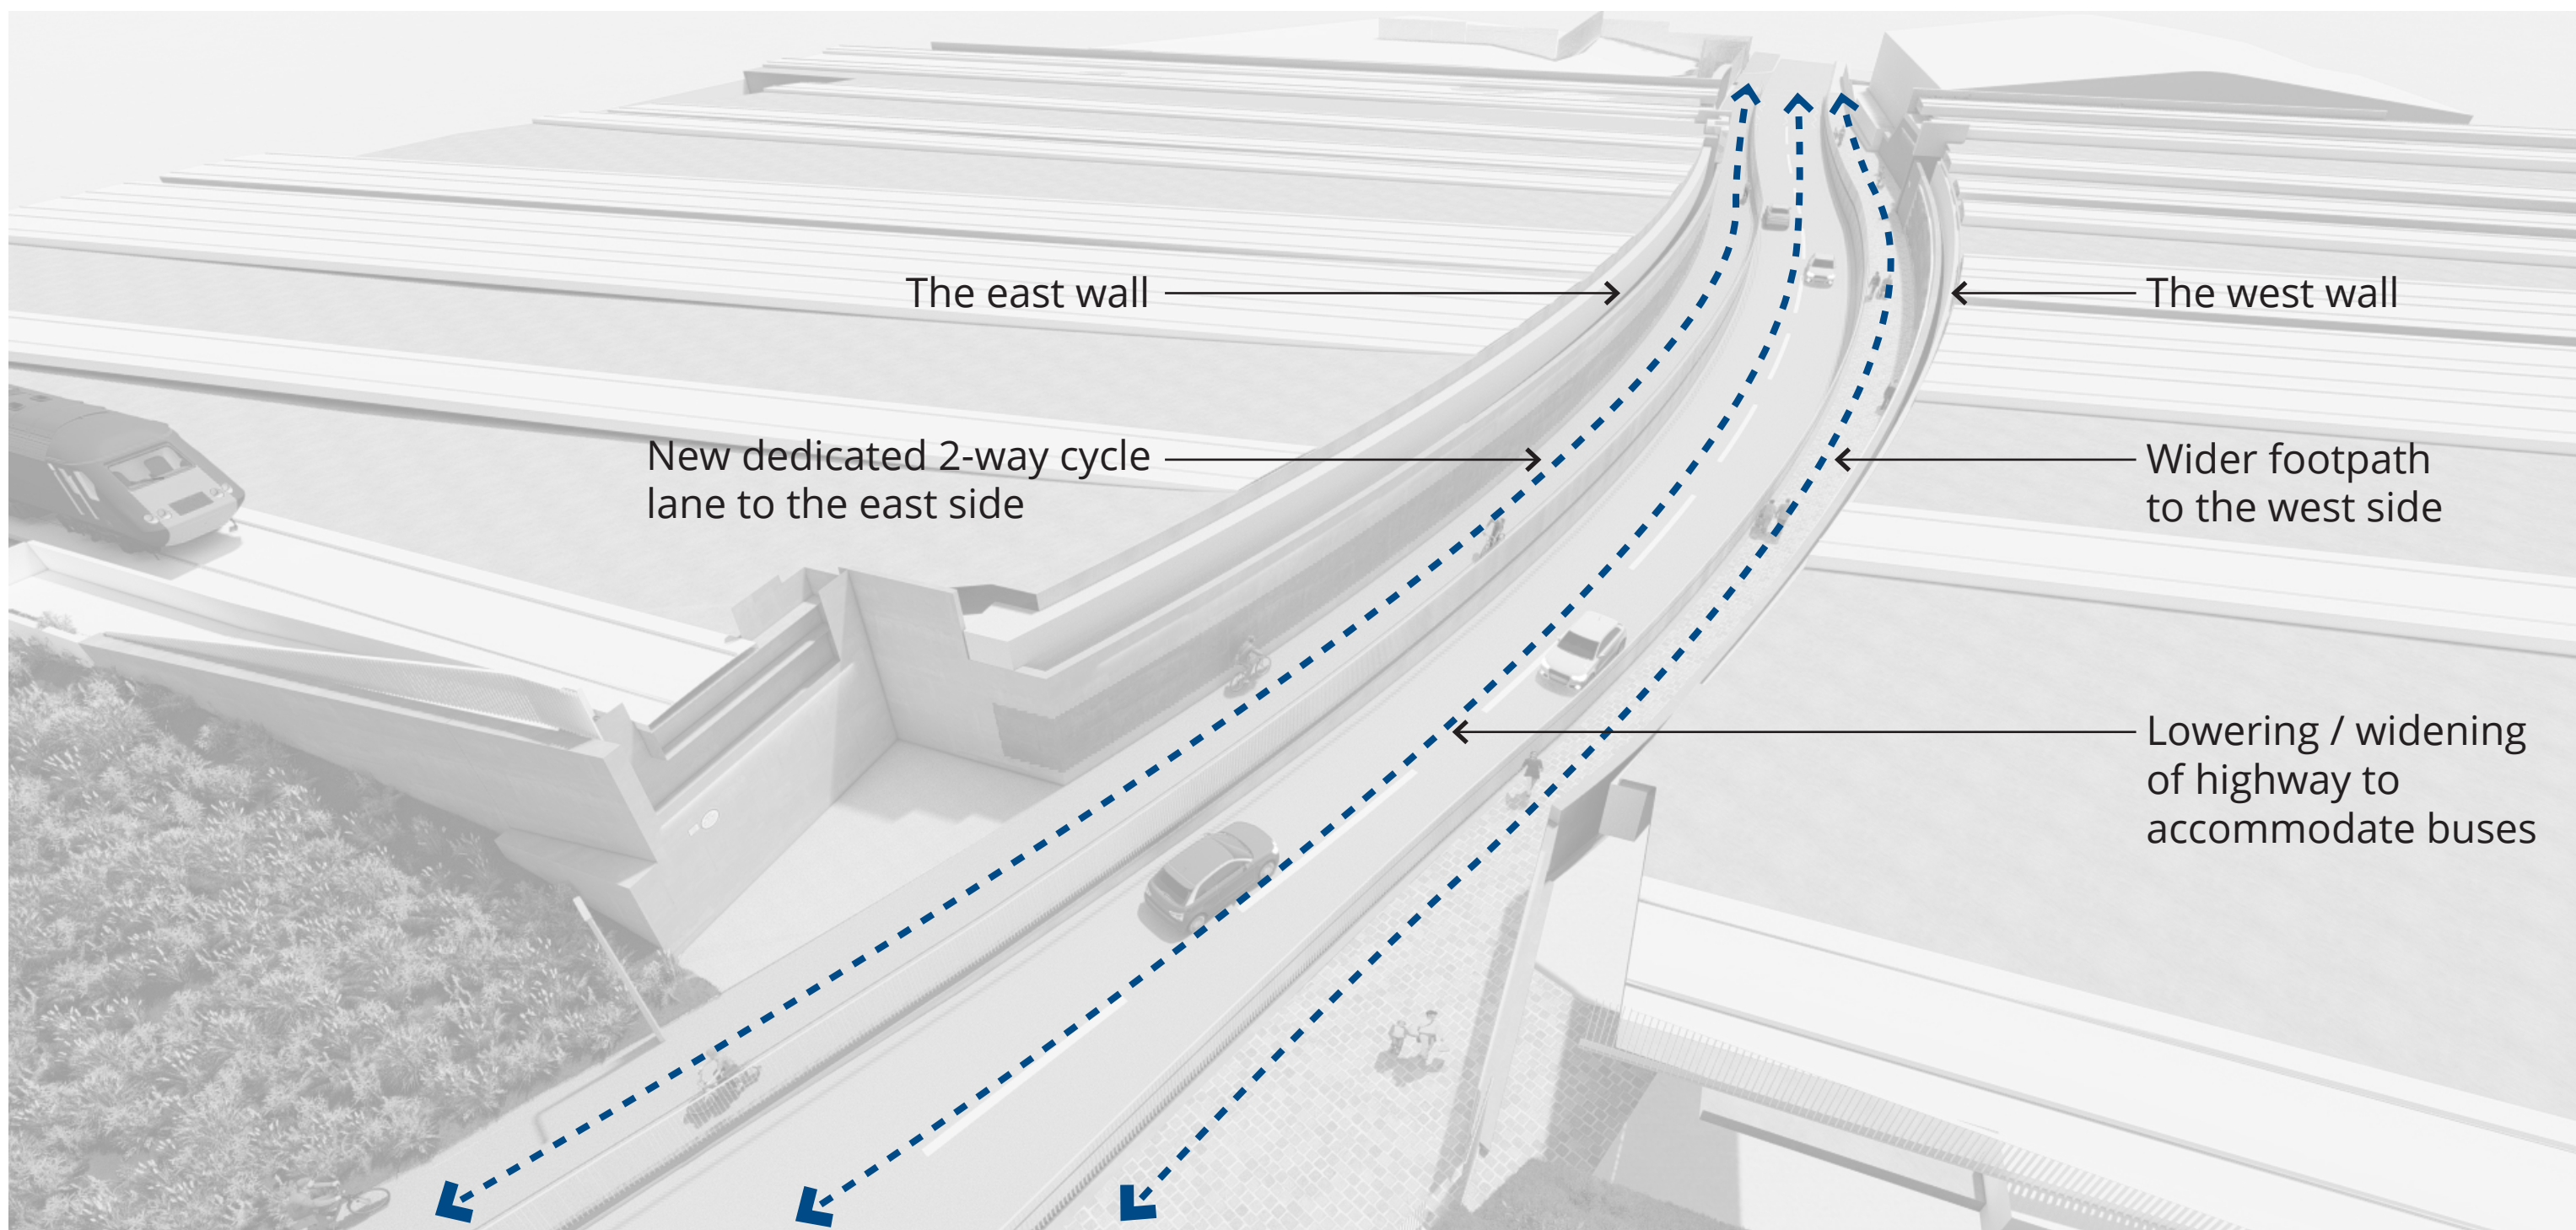 The east wall
The west wall
New dedicated 2-way cycle
lane to the east side
Wider footpath
to the west side
Lowering / widening
of highway to
accommodate buses